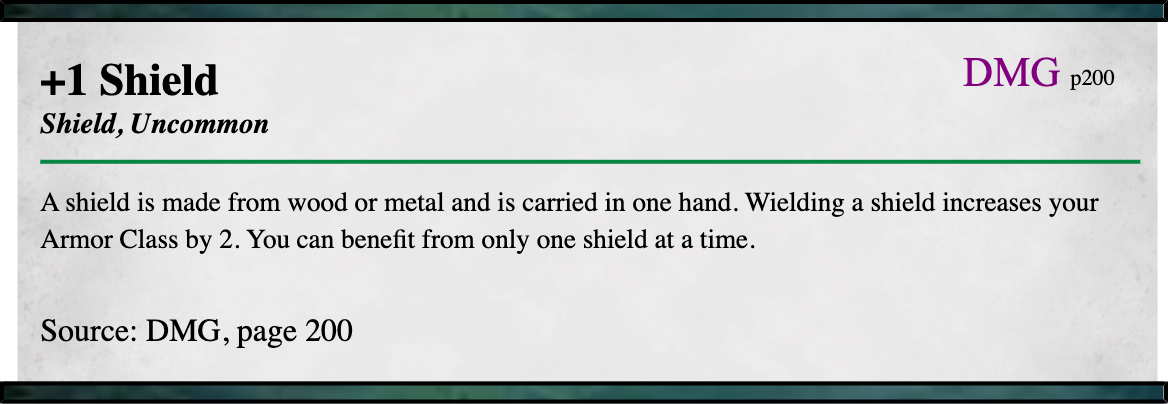 +1 Shield
DMG p200
Shield, Uncommon
A shield is made from wood or metal and is carried in one hand. Wielding a shield increases your
Armor Class by 2. You can benefit from only one shield at a time.
Source: DMG, page 200